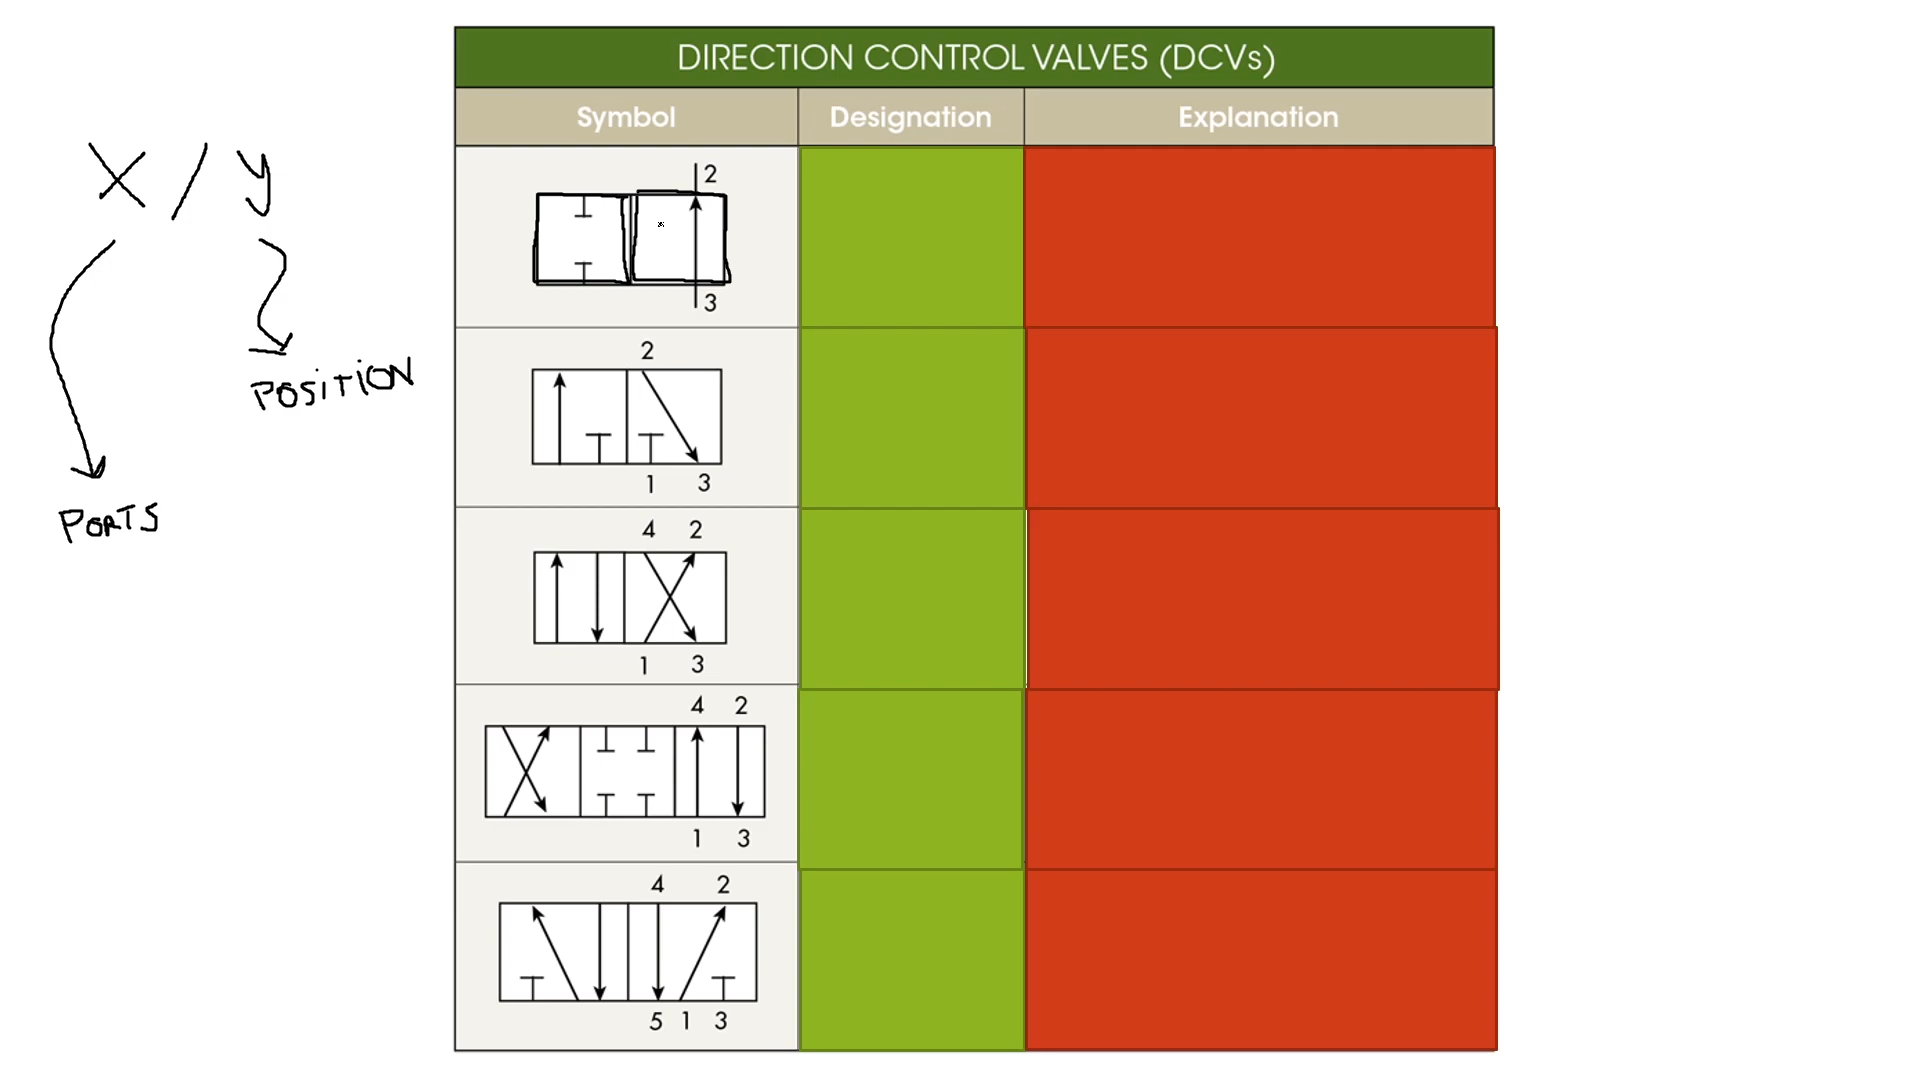 DIRECTION CONTROL VALVES (DCVs)
Symbol Designation Explanation
X / y
POSITION
PORTS
2
3
2
1 3
4 2
1 3
4 2
1 3
4 2
5 1 3